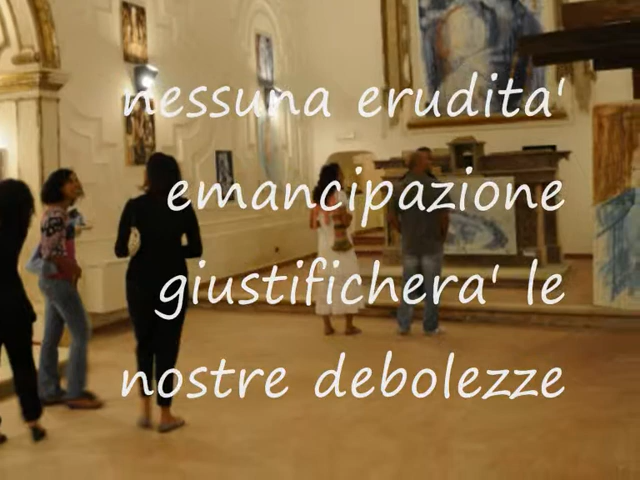 nessuna erudita'
emancipazione
giustifichera' le
nostre debolezze